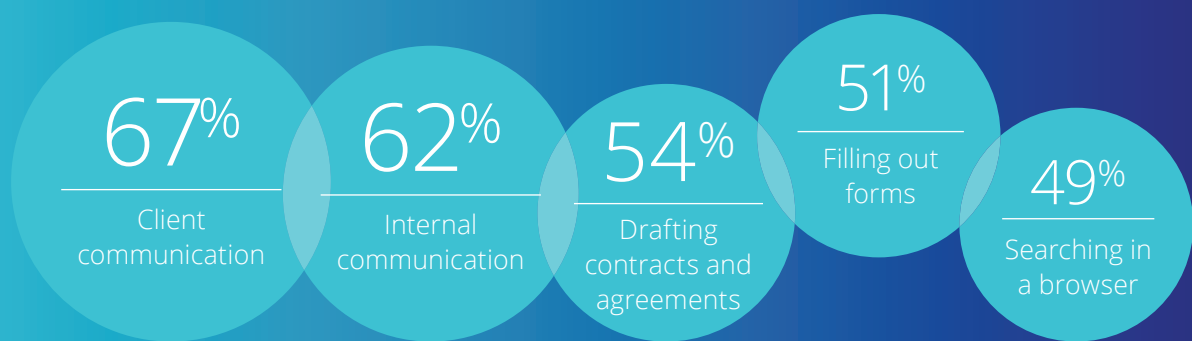 67%
Client
communication
62%
Internal
communication
54%
Drafting
contracts and
agreements
51%
Filling out
forms
49%
Searching in
a browser